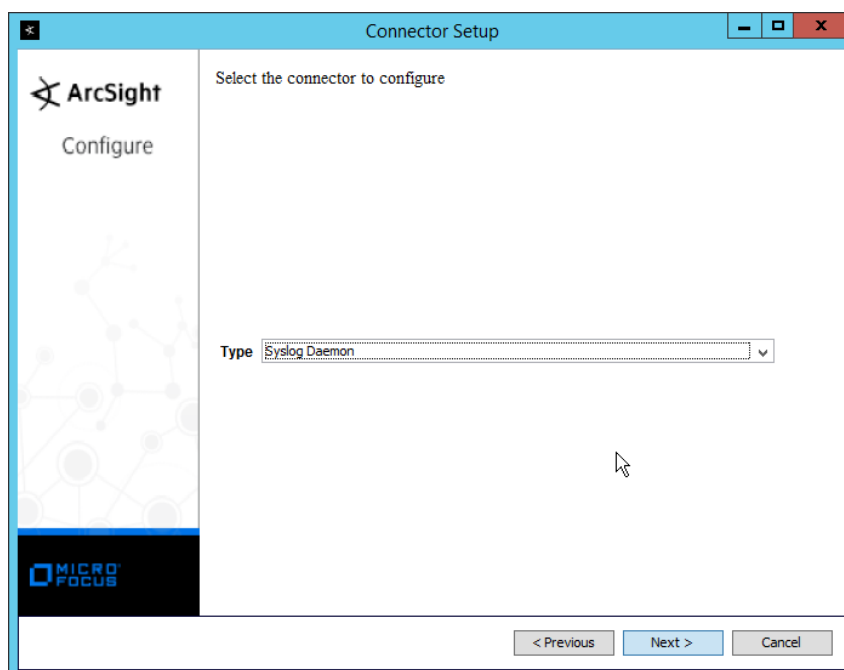 Connector Setup
ArcSight
Configure
Select the connector to configure
Type Syslog Daemon
MICRO
FOCUS
< Previous Next > Cancel